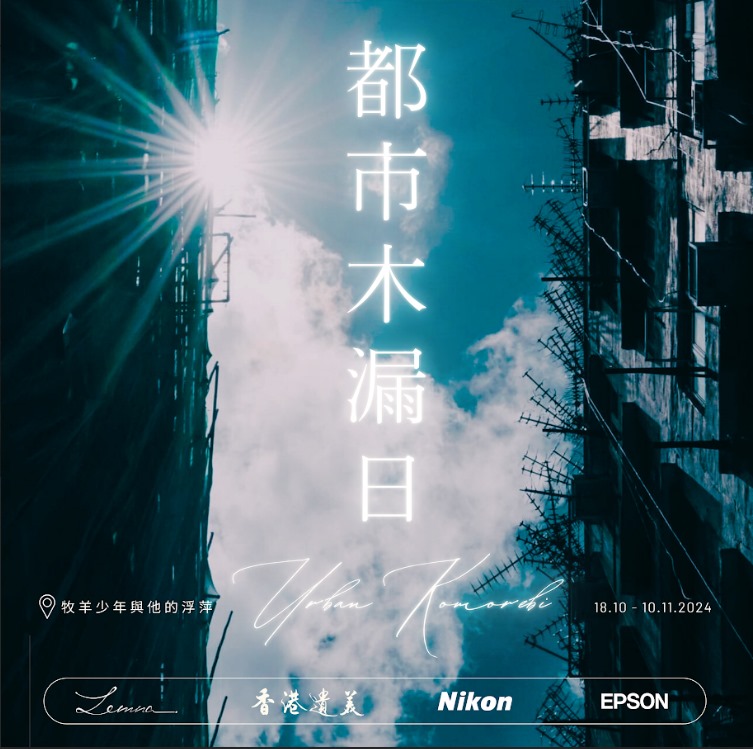 都市木漏日
Urban Komorebi
牧羊少年與他的浮萍
18.10 - 10.11.2024
Lemna
香港遺美
Nikon
EPSON